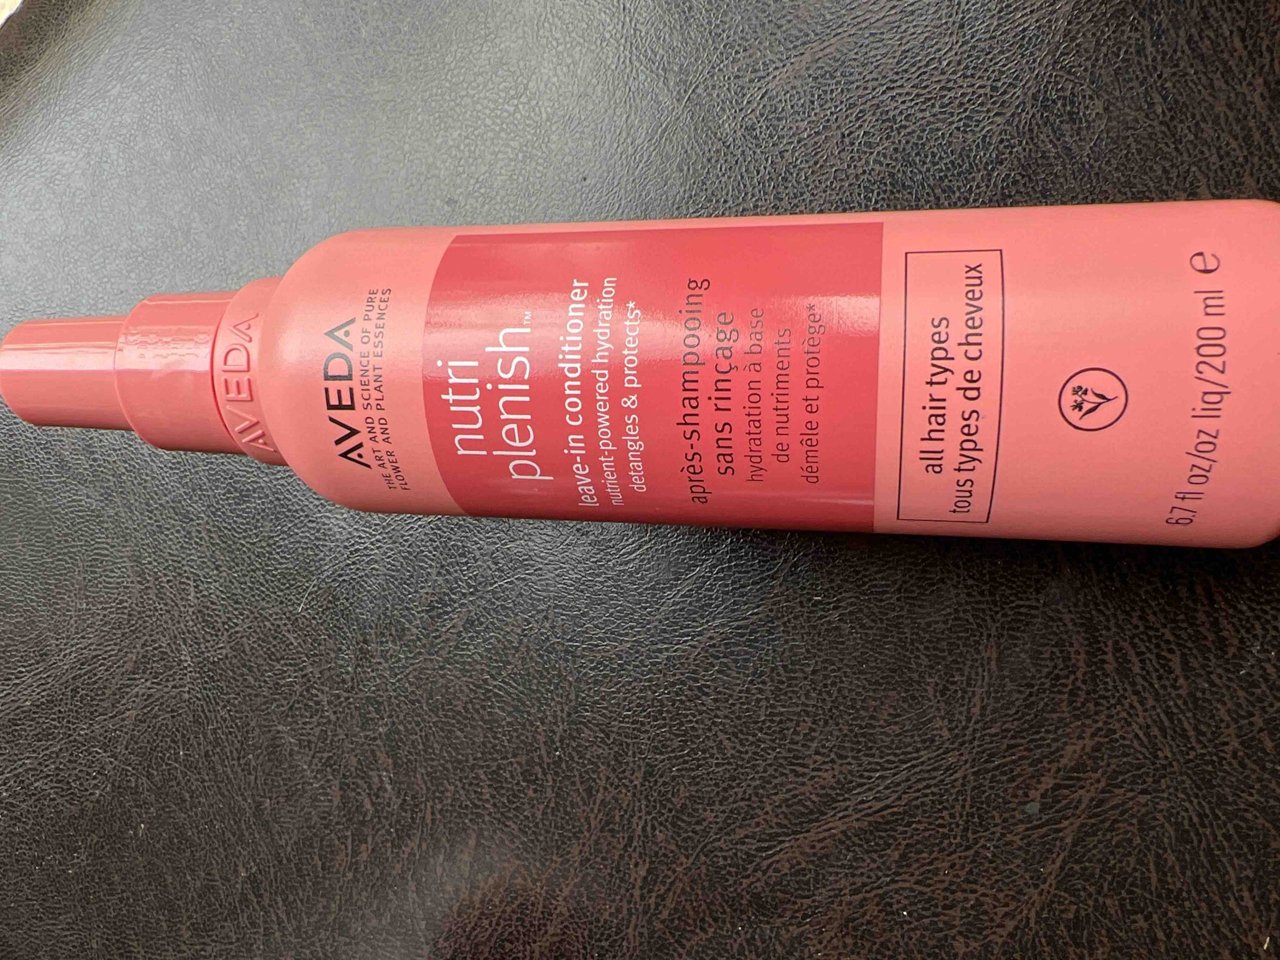 AVEDA
AVEDA
THE ART AND SCIENCE OF PURE
FLOWER AND PLANT ESSENCES
nutri
plenish™
leave-in conditioner
nutrient-powered hydration
detangles & protects*
après-shampooing
sans rinçage
hydratation à base
de nutriments
démêle et protège*
all hair types
tous types de cheveux
6.7 fl oz/oz liq/200 ml ℮